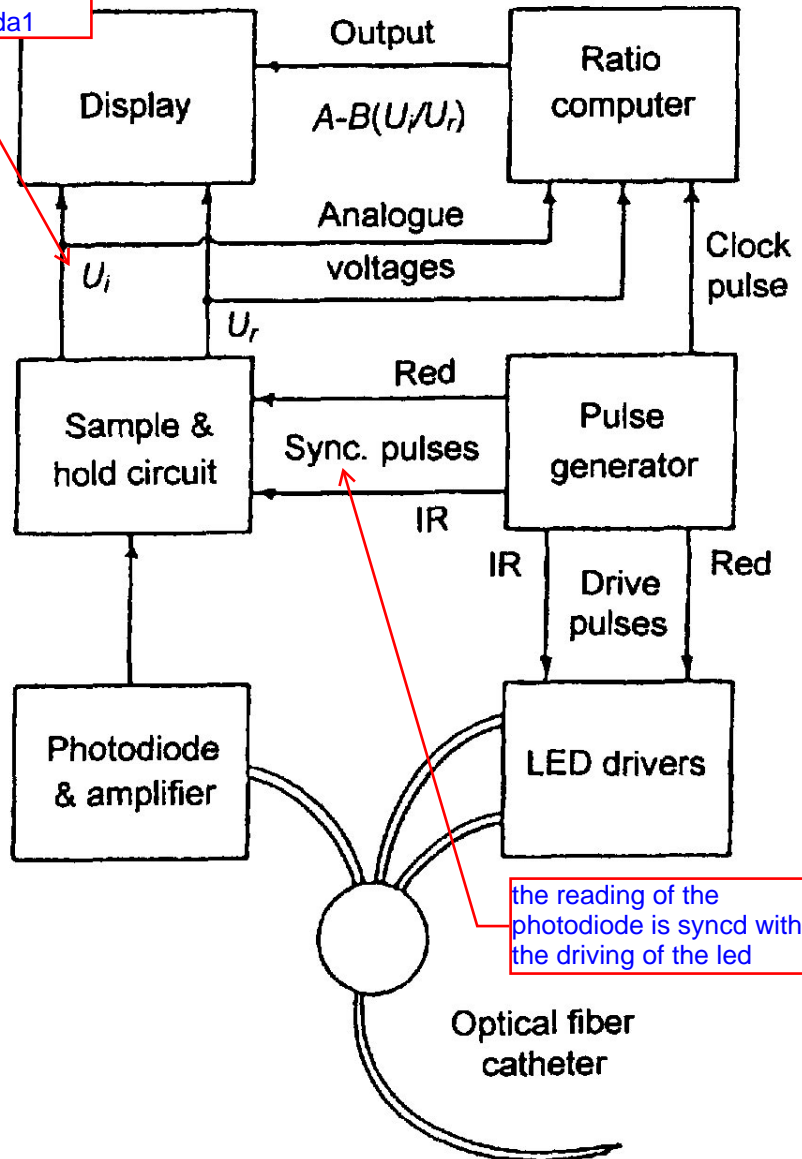 da1
Output
Display
A-B(Ui/Ur)
Ratio
computer
Analogue
voltages
Ui
Ur
Clock
pulse
Red
Sample &
hold circuit
Sync. pulses
Pulse
generator
IR
IR
Drive
pulses
Red
Photodiode
& amplifier
LED drivers
the reading of the
photodiode is syncd with
the driving of the led
Optical fiber
catheter